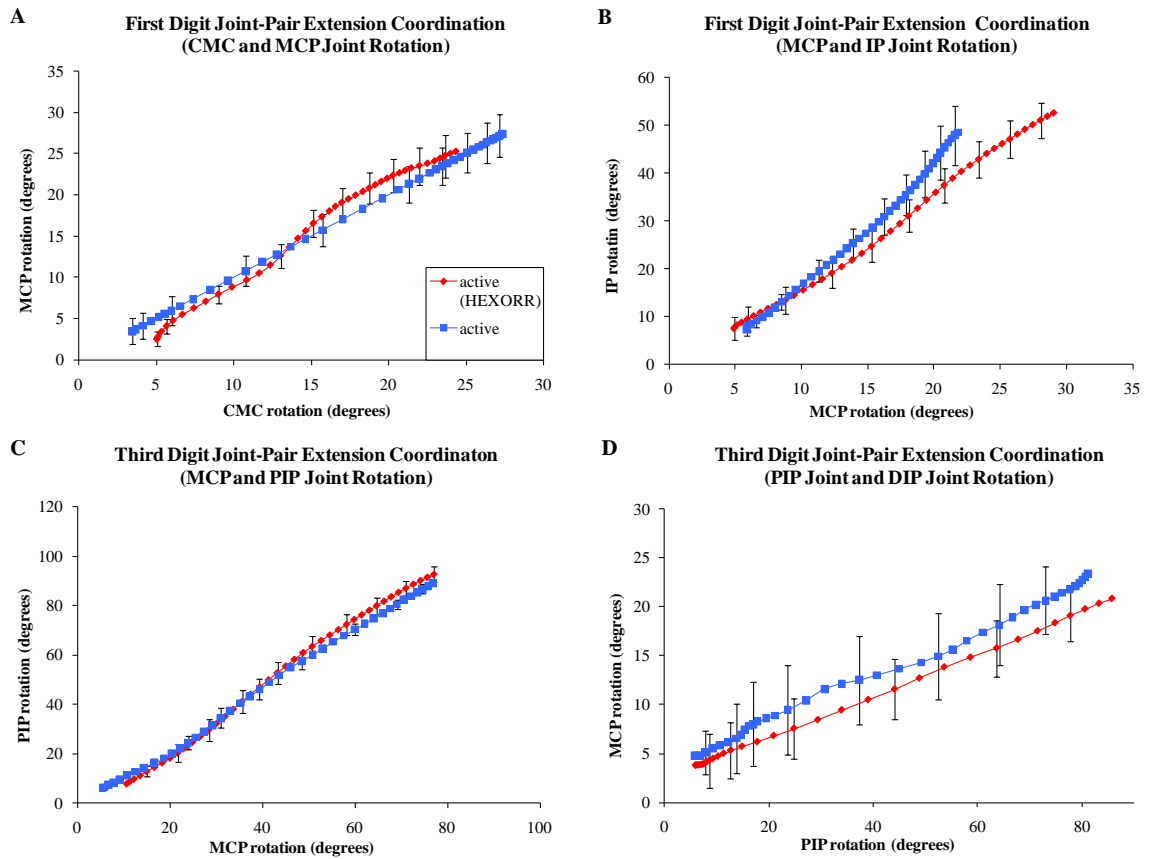 A
First Digit Joint-Pair Extension Coordination
(CMC and MCP Joint Rotation)
35
30
25
20
15
10
5
0
MCP rotation (degrees)
0 5 10 15 20 25 30
CMC rotation (degrees)
active
(HEXORR)
active
B
First Digit Joint-Pair Extension Coordination
(MCP and IP Joint Rotation)
60
50
40
30
20
10
0
IP rotatin (degrees)
0 5 10 15 20 25 30 35
MCP rotation (degrees)
C
Third Digit Joint-Pair Extension Coordinaton
(MCP and PIP Joint Rotation)
120
100
80
60
40
20
0
PIP rotation (degrees)
0 20 40 60 80 100
MCP rotation (degrees)
D
Third Digit Joint-Pair Extension Coordination
(PIP Joint and DIP Joint Rotation)
30
25
20
15
10
5
0
MCP rotation (degrees)
0 20 40 60 80
PIP rotation (degrees)